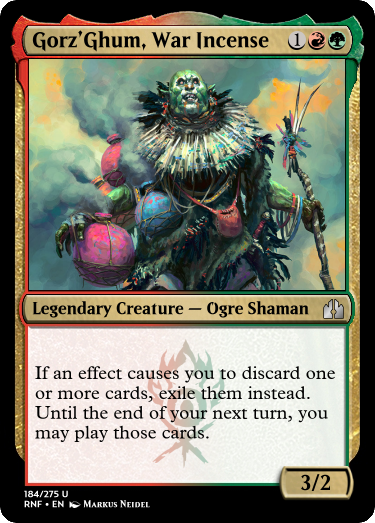 Gorz'Ghum, War Incense 1
Legendary Creature — Ogre Shaman
If an effect causes you to discard one
or more cards, exile them instead.
Until the end of your next turn, you
may play those cards.
3/2
184/275 U
RNF • EN Markus Neidel